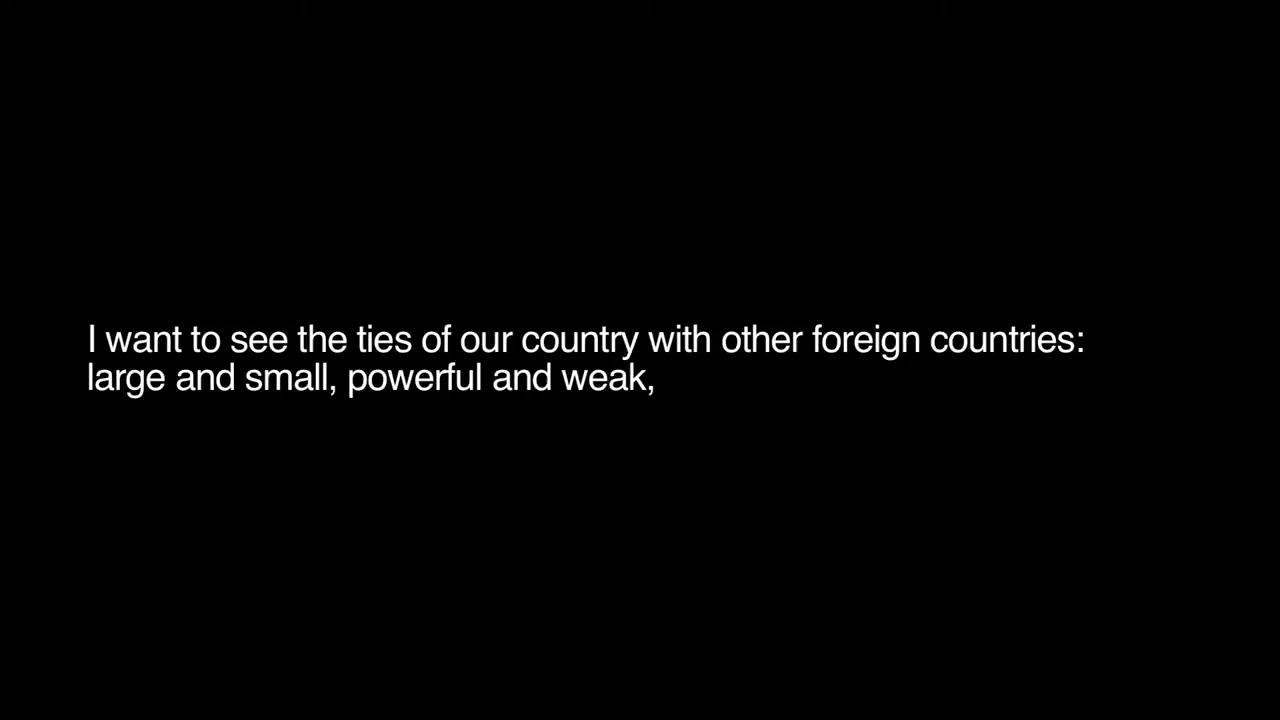 I want to see the ties of our country with other foreign countries:
large and small, powerful and weak,